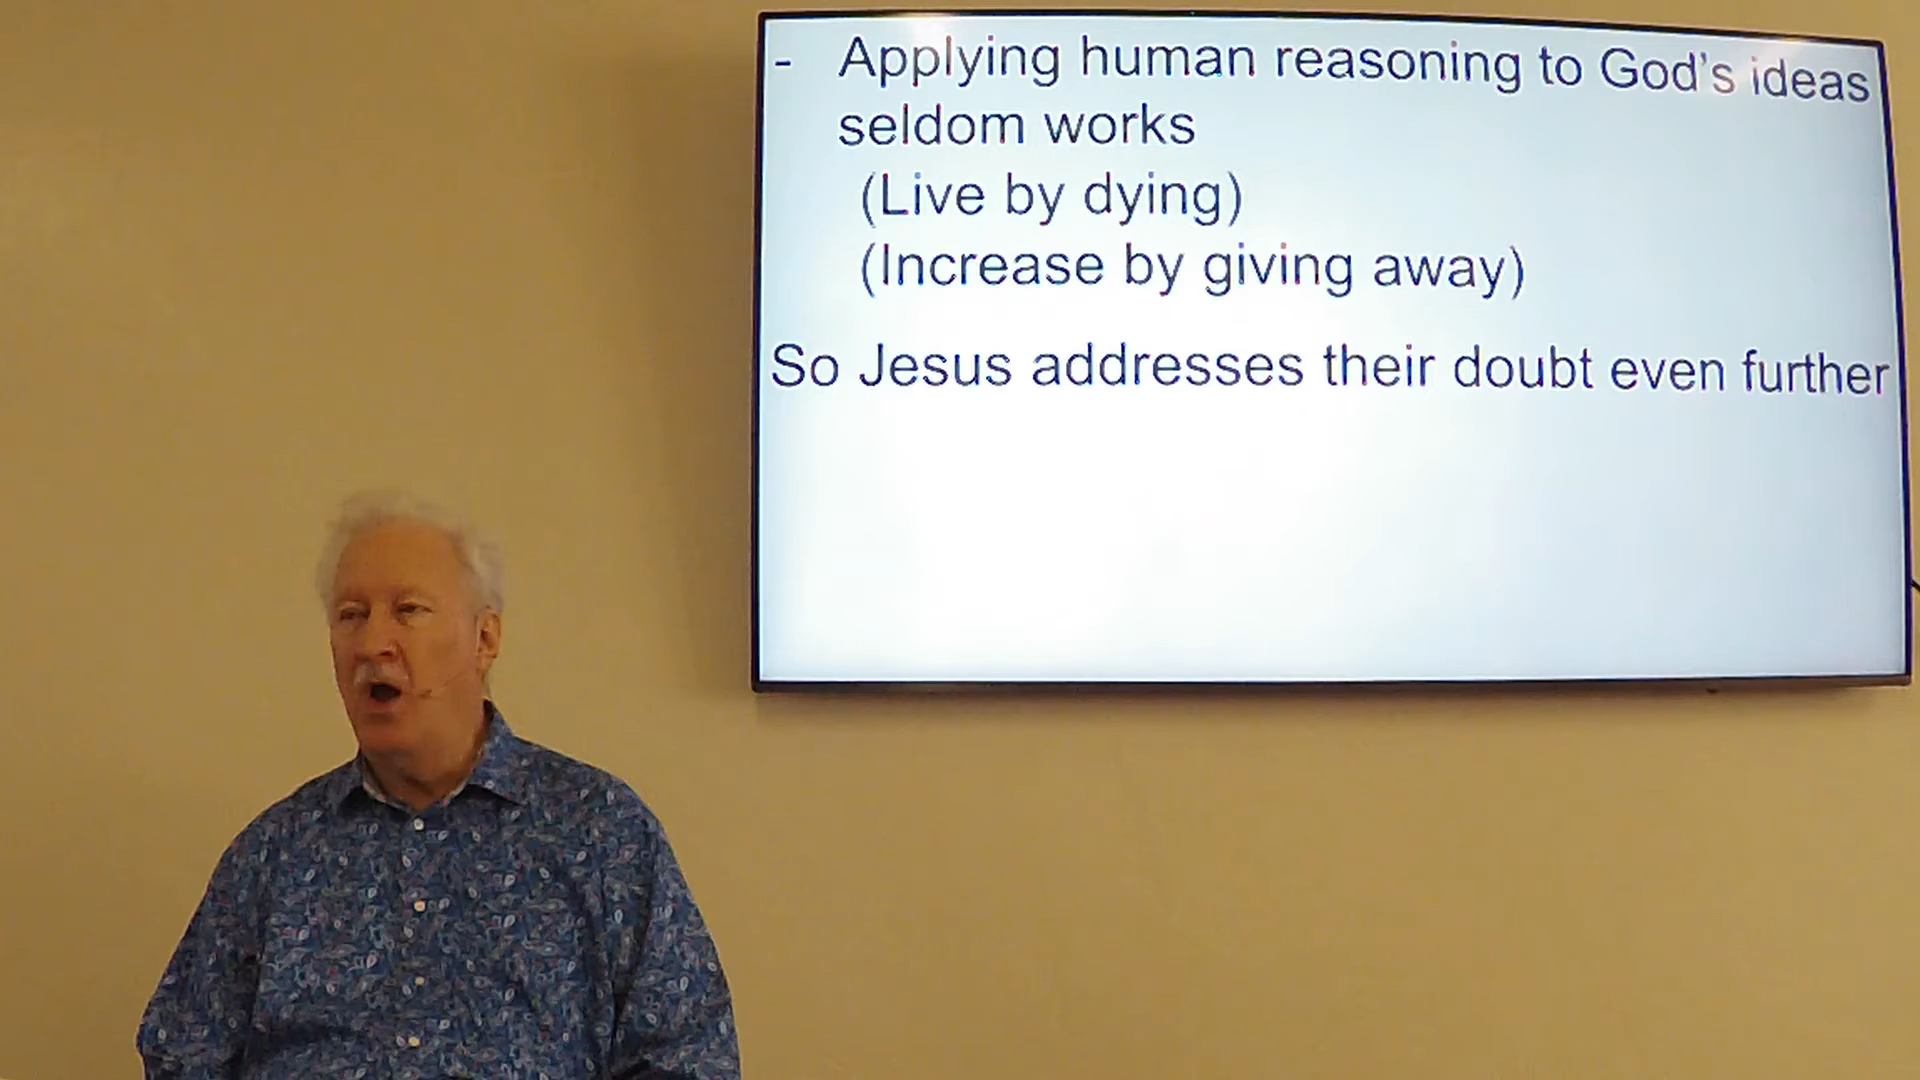 - Applying human reasoning to God's ideas
seldom works
(Live by dying)
(Increase by giving away)
So Jesus addresses their doubt even further